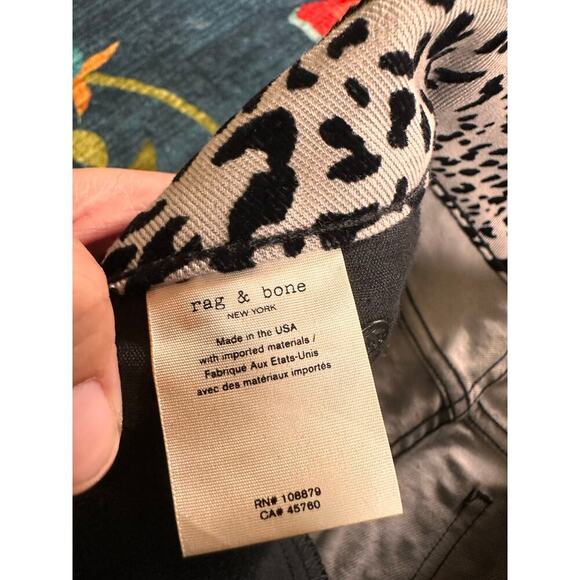 rag & bone
NEW YORK
Made in the USA
with imported materials /
Fabriqué Aux Etats-Unis
avec des matériaux importés
RN# 108879
CA# 45760